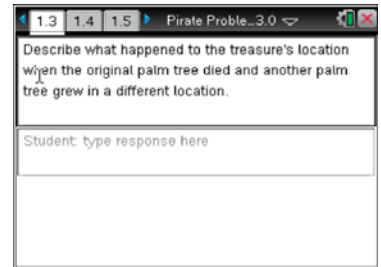 1.3 1.4 1.5 Pirate Proble…3.0
Describe what happened to the treasure's location
when the original palm tree died and another palm
tree grew in a different location.
Student: type response here